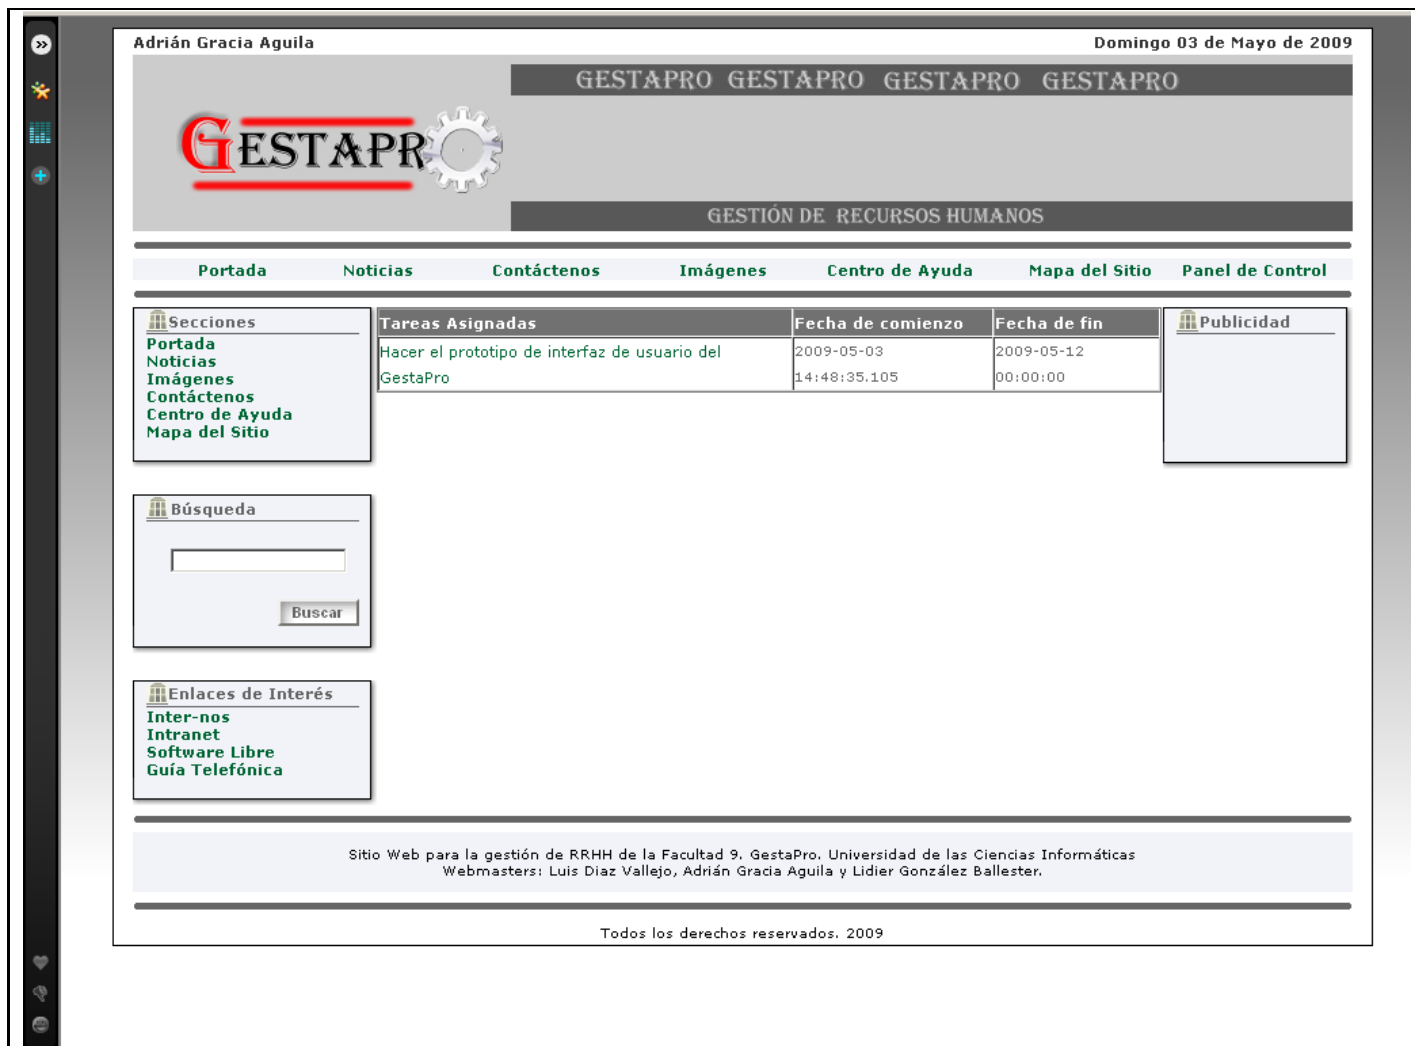 Adrián Gracia Aguila
Domingo 03 de Mayo de 2009
GESTAPRO GESTAPRO GESTAPRO GESTAPRO
GESTAPR
GESTIÓN DE RECURSOS HUMANOS
Portada Noticias Contáctenos Imágenes Centro de Ayuda Mapa del Sitio Panel de Control
Secciones
Portada
Noticias
Imágenes
Contáctenos
Centro de Ayuda
Mapa del Sitio
Búsqueda
Buscar
Enlaces de Interés
Inter-nos
Intranet
Software Libre
Guía Telefónica
Tareas Asignadas Fecha de comienzo Fecha de fin
Hacer el prototipo de interfaz de usuario del 2009-05-03 2009-05-12
GestaPro 14:48:35.105 00:00:00
Publicidad
Sitio Web para la gestión de RRHH de la Facultad 9. GestaPro. Universidad de las Ciencias Informáticas
Webmasters: Luis Diaz Vallejo, Adrián Gracia Aguila y Lidier González Ballester.
Todos los derechos reservados. 2009